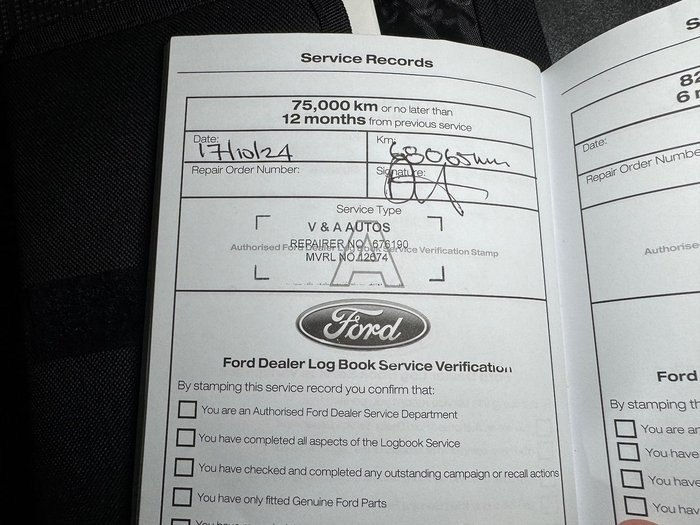 Service Records
75,000 km or no later than
12 months from previous service
Date:
17/10/24
Km:
68065km
Repair Order Number:
Signature:
Service Type
V & A AUTOS
Authorised Ford Dealer Log Book Service Verification Stamp
REPAIRER NO. 676190
MVRL NO.42674
A
Ford
Ford Dealer Log Book Service Verification
By stamping this service record you confirm that:
You are an Authorised Ford Dealer Service Department
You have completed all aspects of the Logbook Service
You have checked and completed any outstanding campaign or recall actions
You have only fitted Genuine Ford Parts
You have
S
82
6
Date:
Repair Order Numbe
Authorise
Ford
By stamping th
You are an
You have
You have
You ha